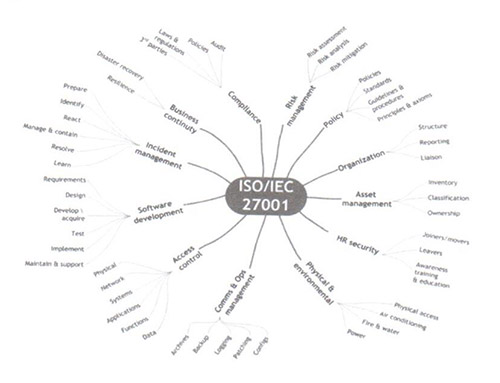 ISO/IEC
27001
Compliance
3rd parties
Laws &
regulations
Policies
Audit
Risk
management
Risk assessment
Risk analysis
Risk mitigation
Policy
Policies
Standards
Guidelines &
procedures
Principles & axioms
Organization
Structure
Reporting
Liaison
Asset
management
Inventory
Classification
Ownership
HR security
Joiners/movers
Leavers
Awareness
training
& education
Physical &
environmental
Physical access
Air conditioning
Fire & water
Power
Comms & Ops
management
Archives
Backup
Logging
Patching
Configs
Access
control
Physical
Network
Systems
Applications
Functions
Data
Software
development
Requirements
Design
Develop\
acquire
Test
Implement
Maintain & support
Incident
management
Prepare
Identify
React
Manage & contain
Resolve
Learn
Business
continuity
Disaster recovery
Resilience